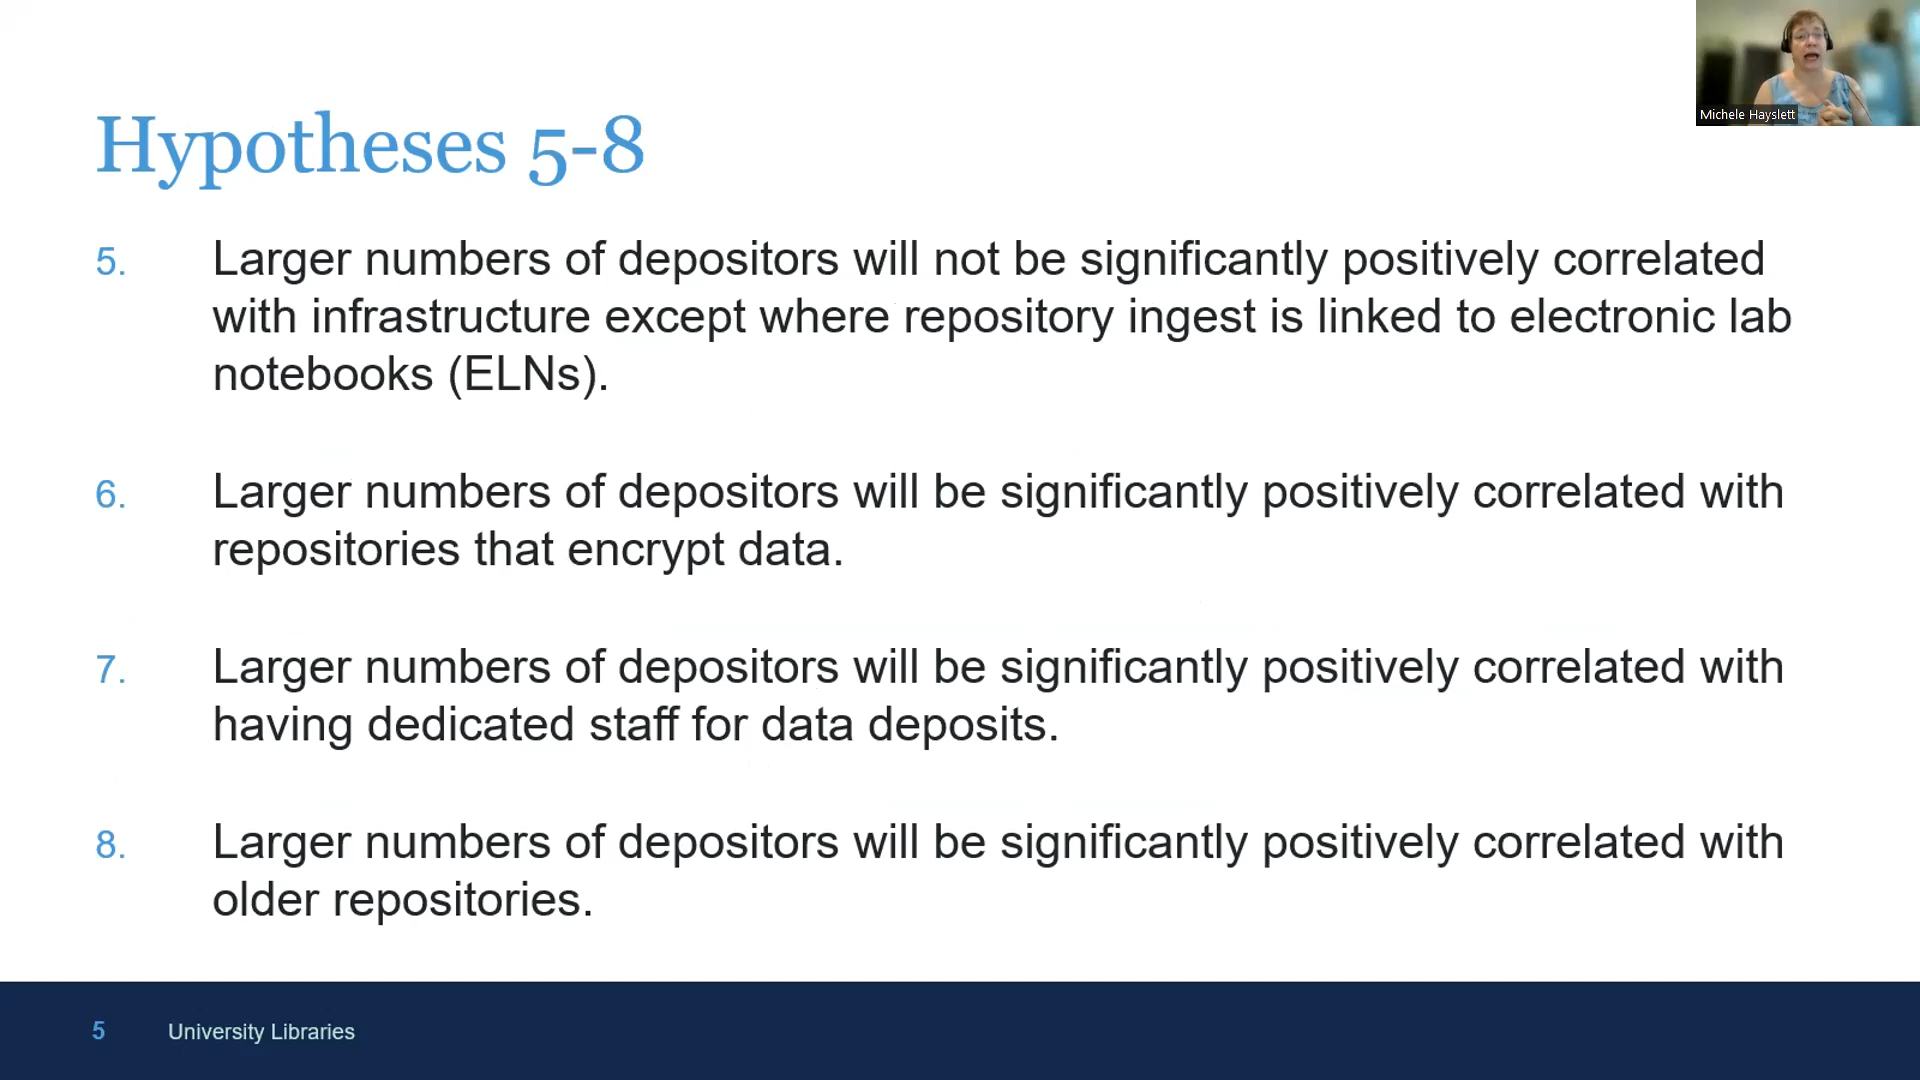 Michele Hayslett
Hypotheses 5-8
5. Larger numbers of depositors will not be significantly positively correlated
with infrastructure except where repository ingest is linked to electronic lab
notebooks (ELNs).
6. Larger numbers of depositors will be significantly positively correlated with
repositories that encrypt data.
7. Larger numbers of depositors will be significantly positively correlated with
having dedicated staff for data deposits.
8. Larger numbers of depositors will be significantly positively correlated with
older repositories.
5 University Libraries